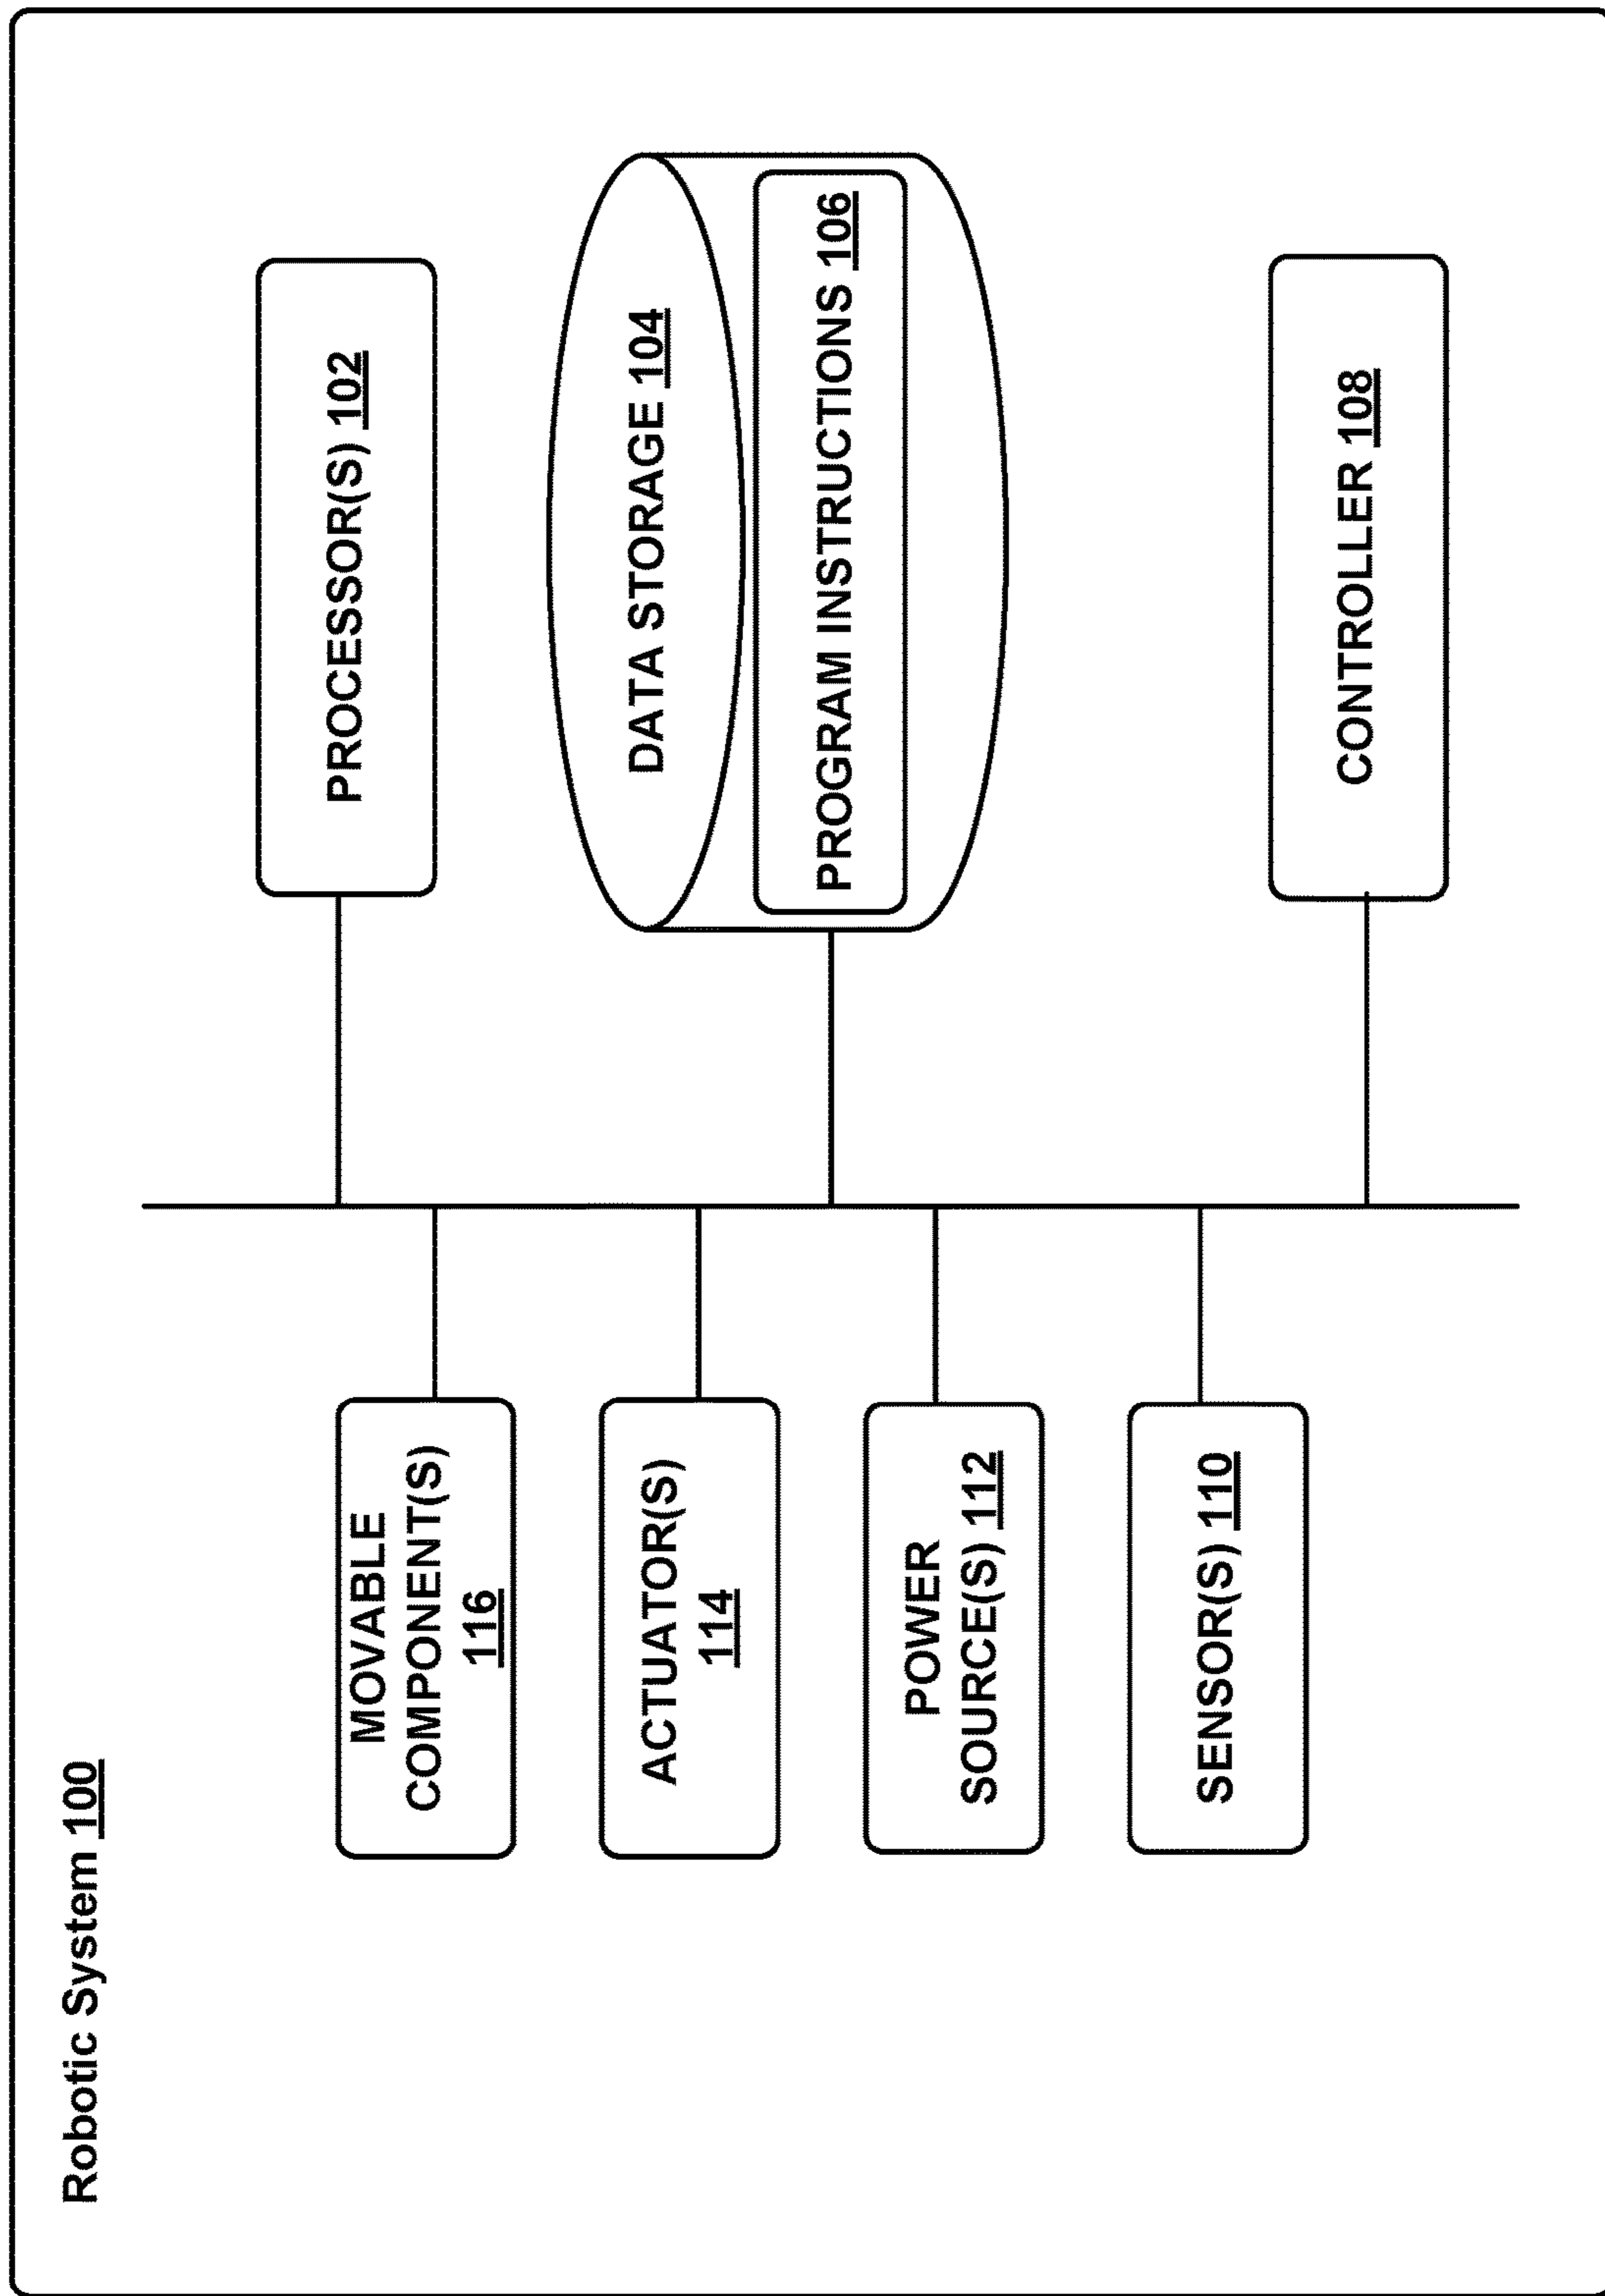 Robotic System 100
MOVABLE
COMPONENT(S)
116
ACTUATOR(S)
114
POWER
SOURCE(S) 112
SENSOR(S) 110
PROCESSOR(S) 102
DATA STORAGE 104
PROGRAM INSTRUCTIONS 106
CONTROLLER 108